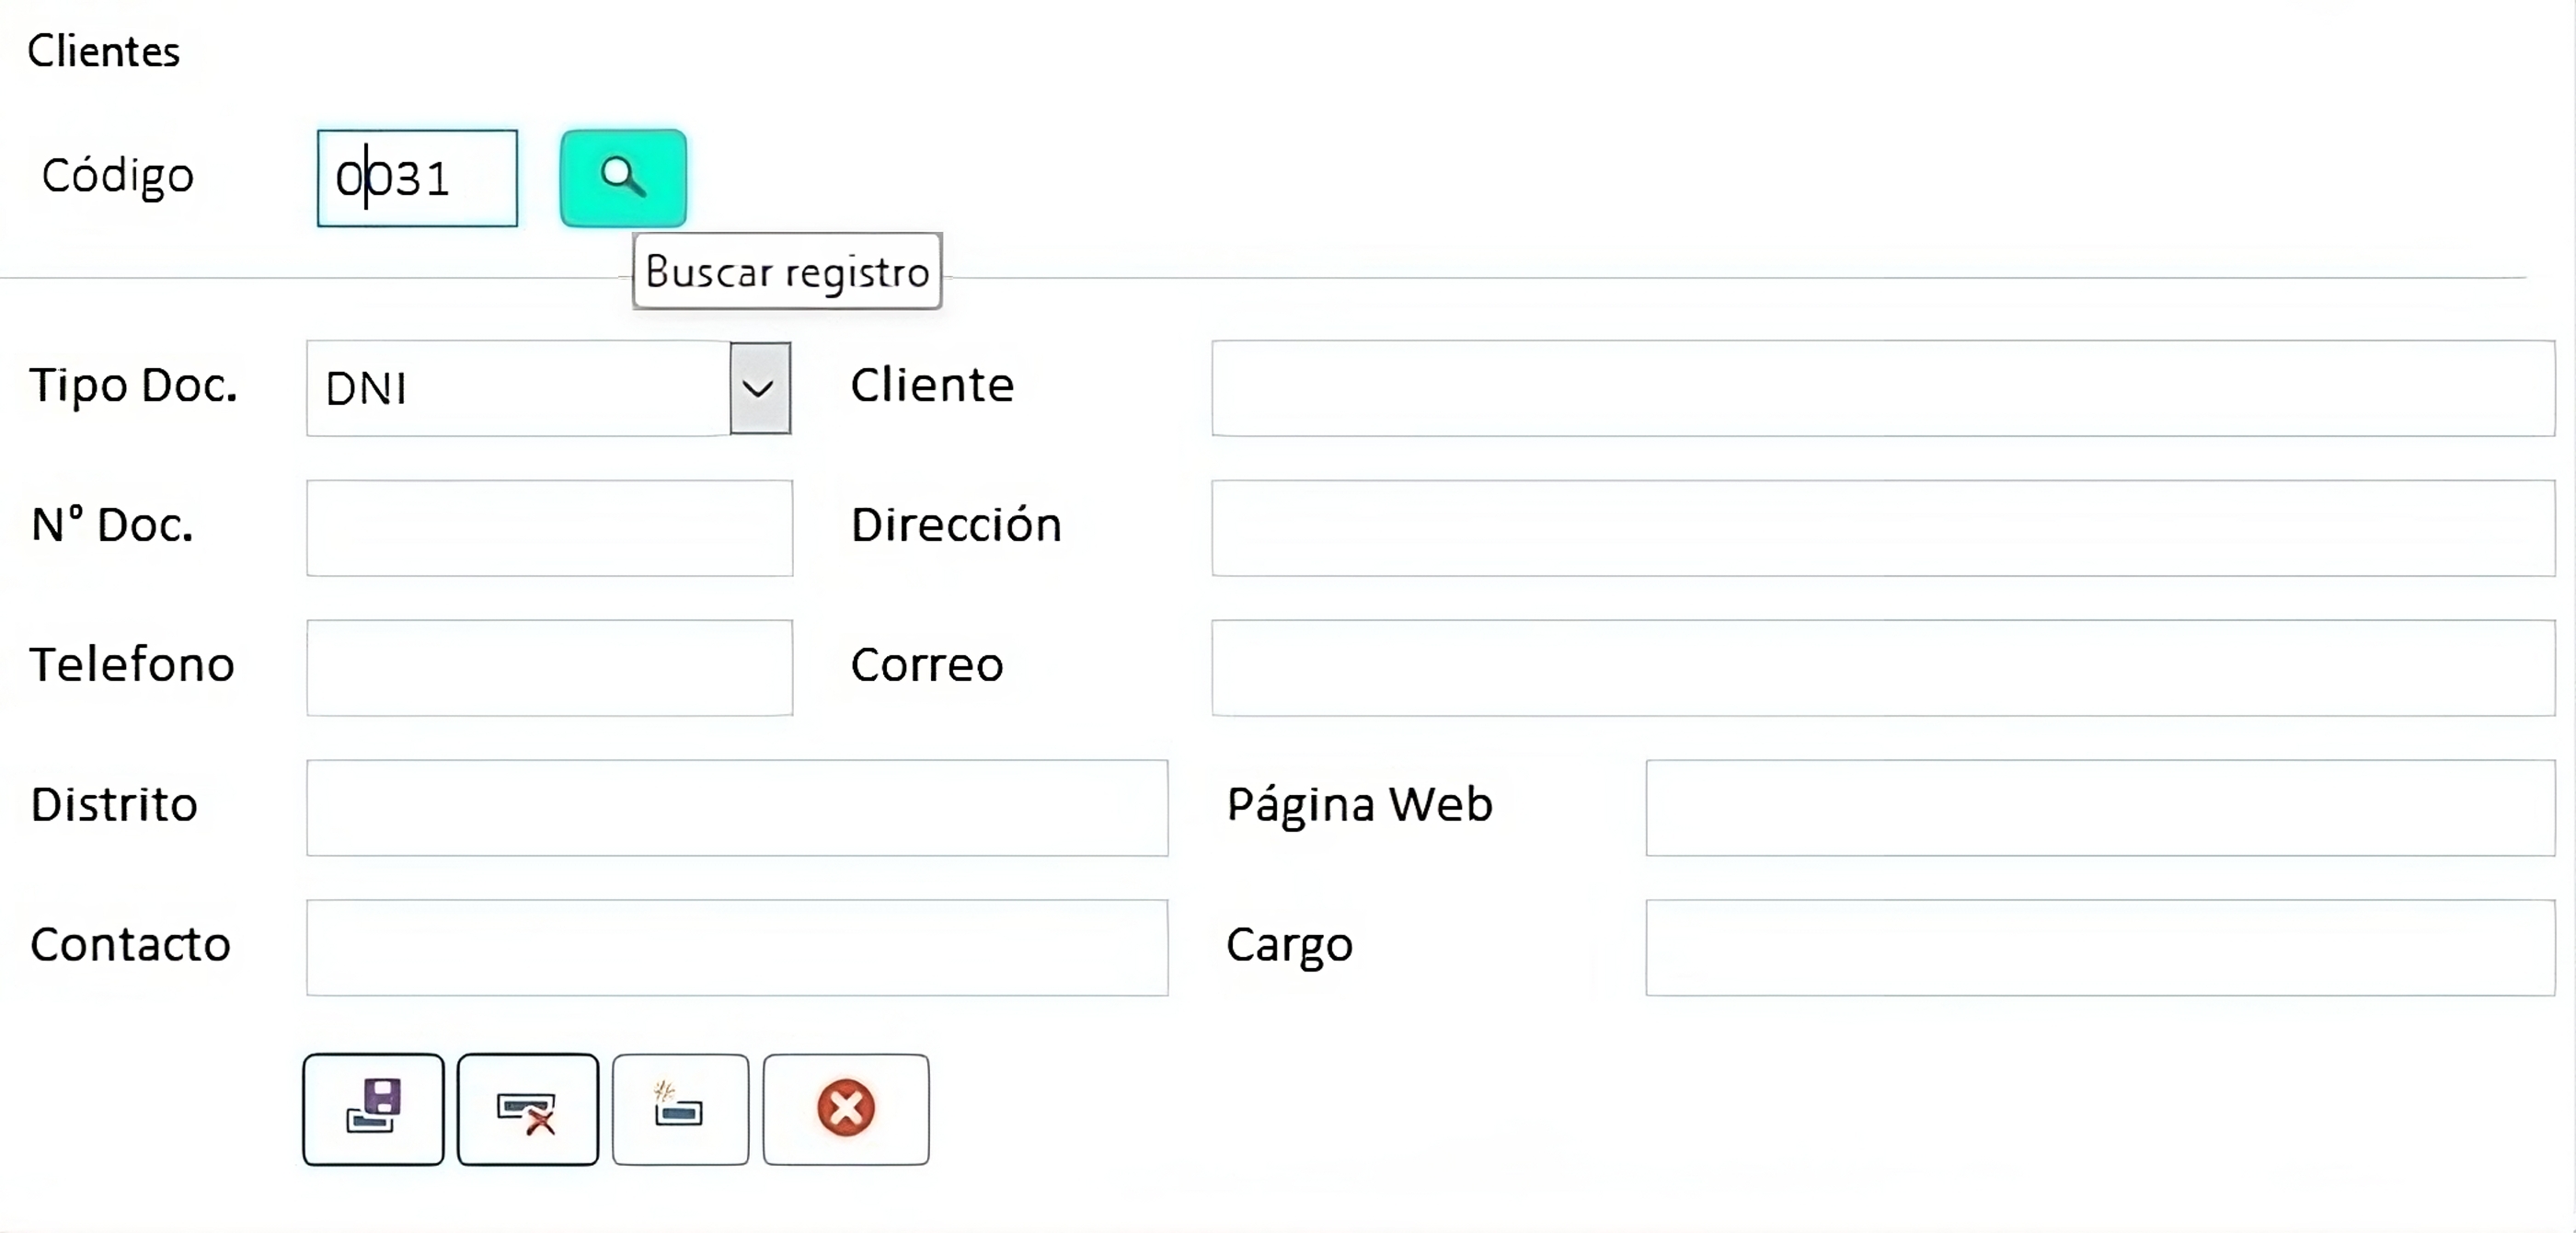 Clientes
Código 0031
Buscar registro
Tipo Doc. DNI Cliente
N° Doc. Dirección
Telefono Correo
Distrito Página Web
Contacto Cargo